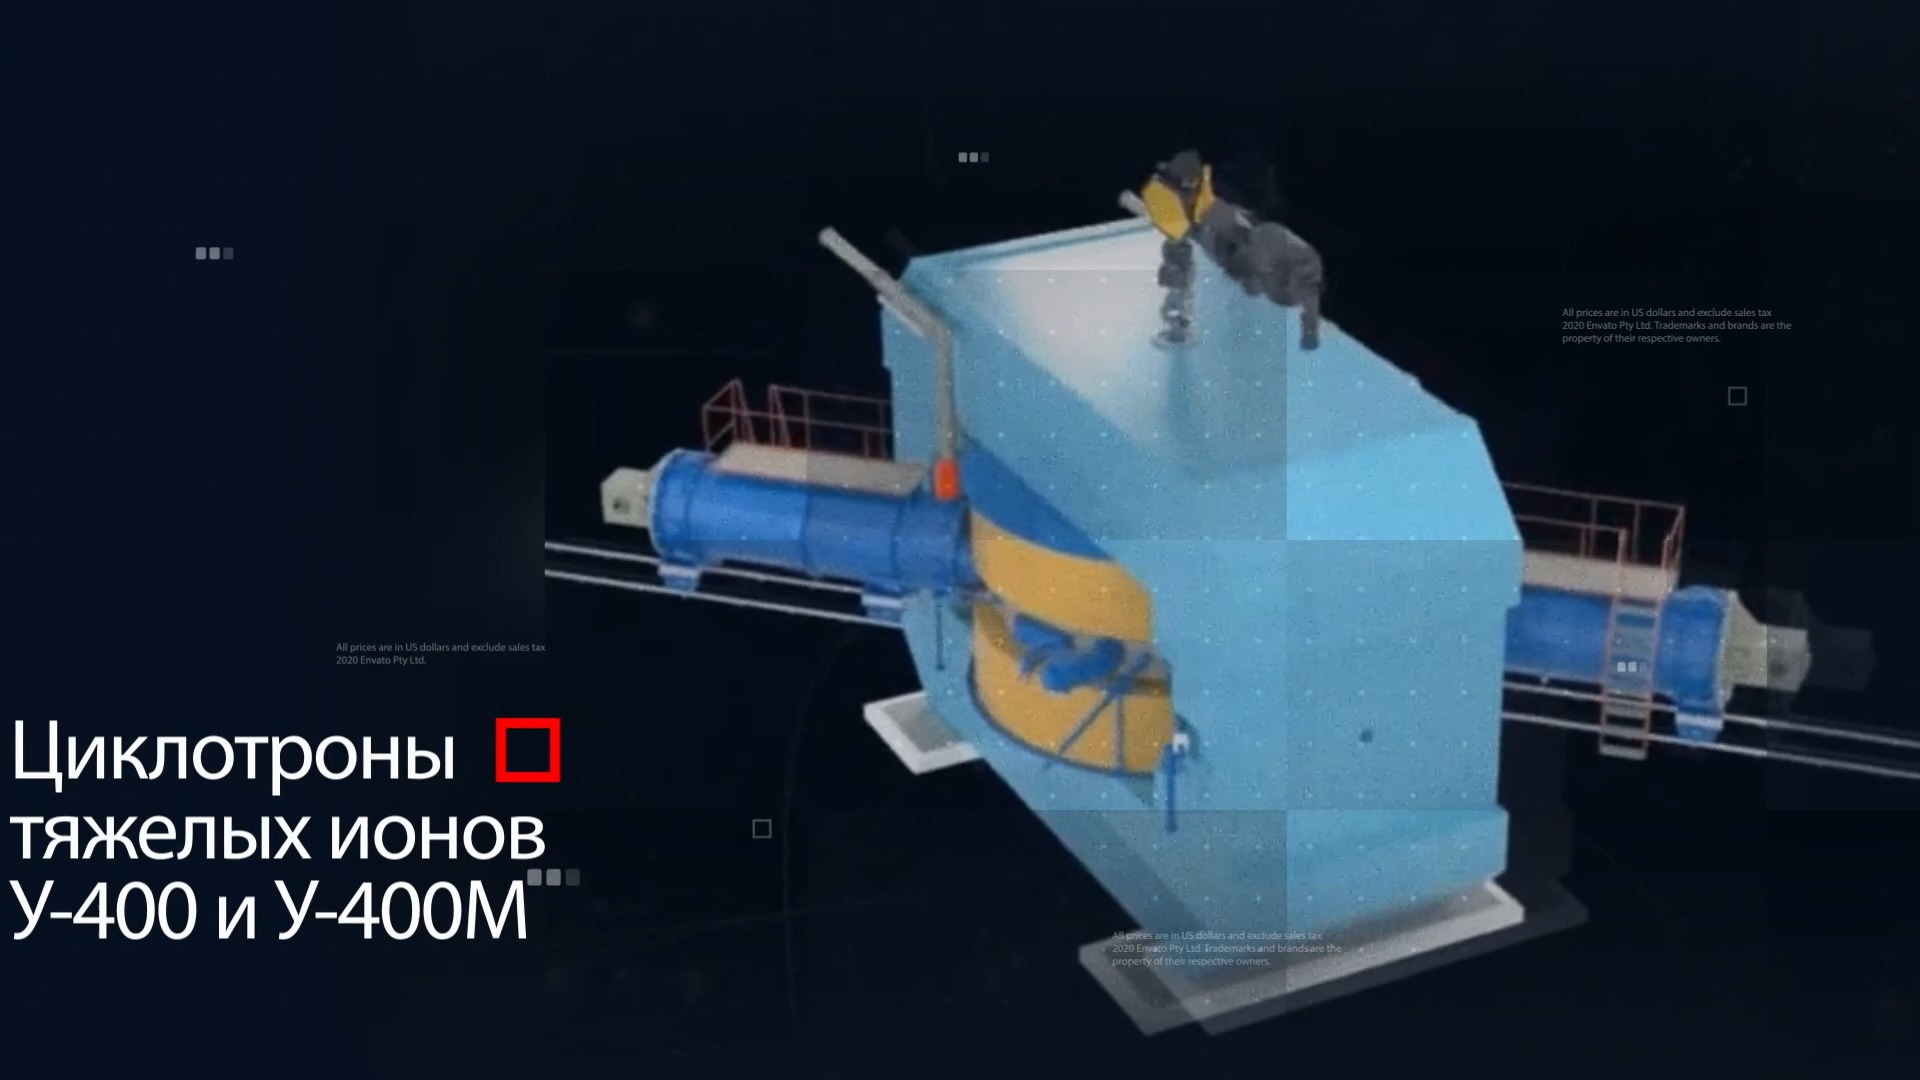 All prices are in US dollars and exclude sales tax
2020 Envato Pty Ltd. Trademarks and brands are the
property of their respective owners.
All prices are in US dollars and exclude sales tax
2020 Envato Pty Ltd.
Циклотроны
тяжелых ионов
У-400 и У-400М
All prices are in US dollars and exclude sales tax
2020 Envato Pty Ltd. Trademarks and brands are the
property of their respective owners.